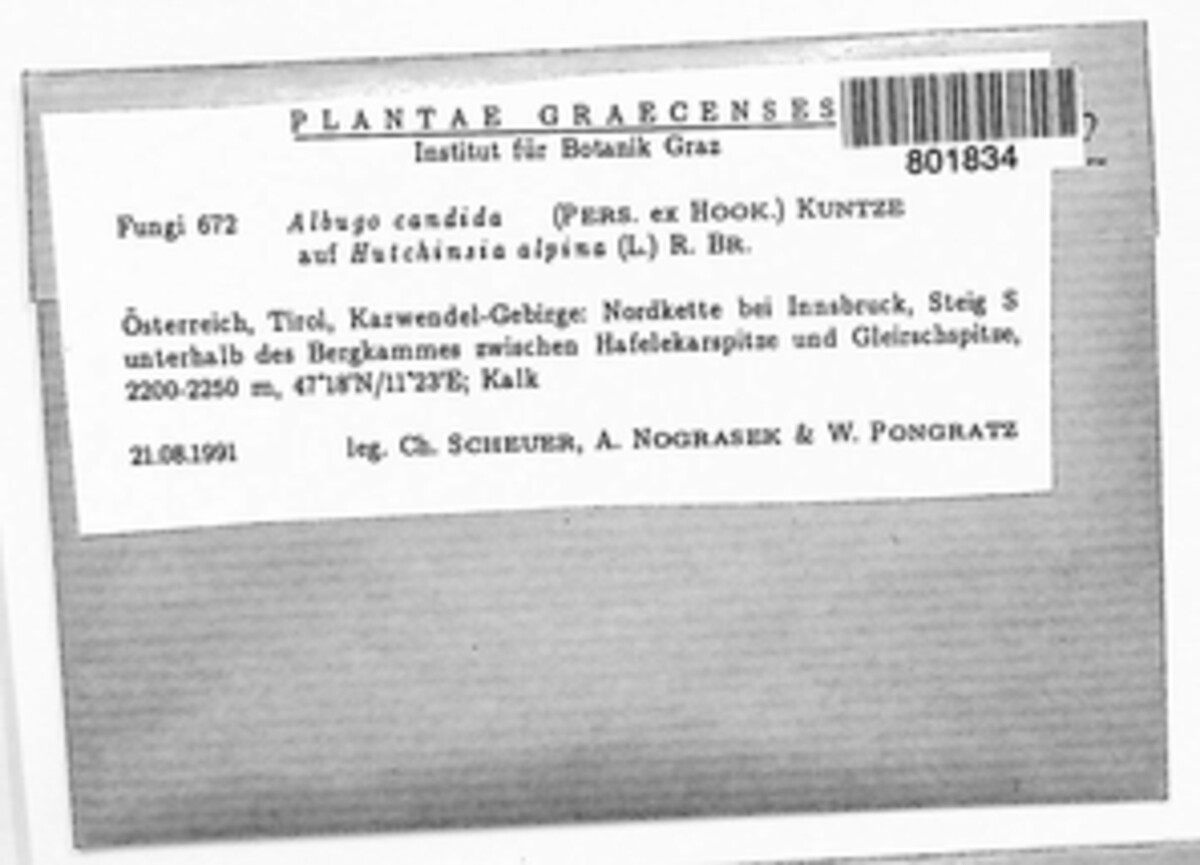 PLANTAE GRAECENSES
Institut für Botanik Graz
801834
Fungi 672 Albugo candida (PERS. ex HOOK.) KUNTZE
auf Hutchinsia alpina (L.) R. BR.
Österreich, Tirol, Karwendel-Gebirge: Nordkette bei Innsbruck, Steig S
unterhalb des Bergkammes zwischen Hafelekarspitze und Gleirschspitze,
2200-2250 m, 47°18'N/11°23'E; Kalk
21.08.1991 leg. Ch. SCHEUER, A. NOGRASEK & W. PONGRATZ